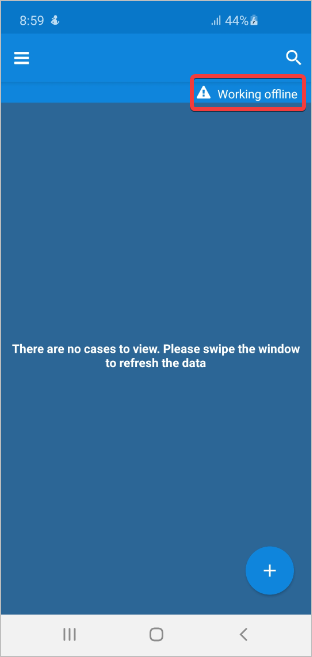 8:59 44%
Working offline
There are no cases to view. Please swipe the window
to refresh the data